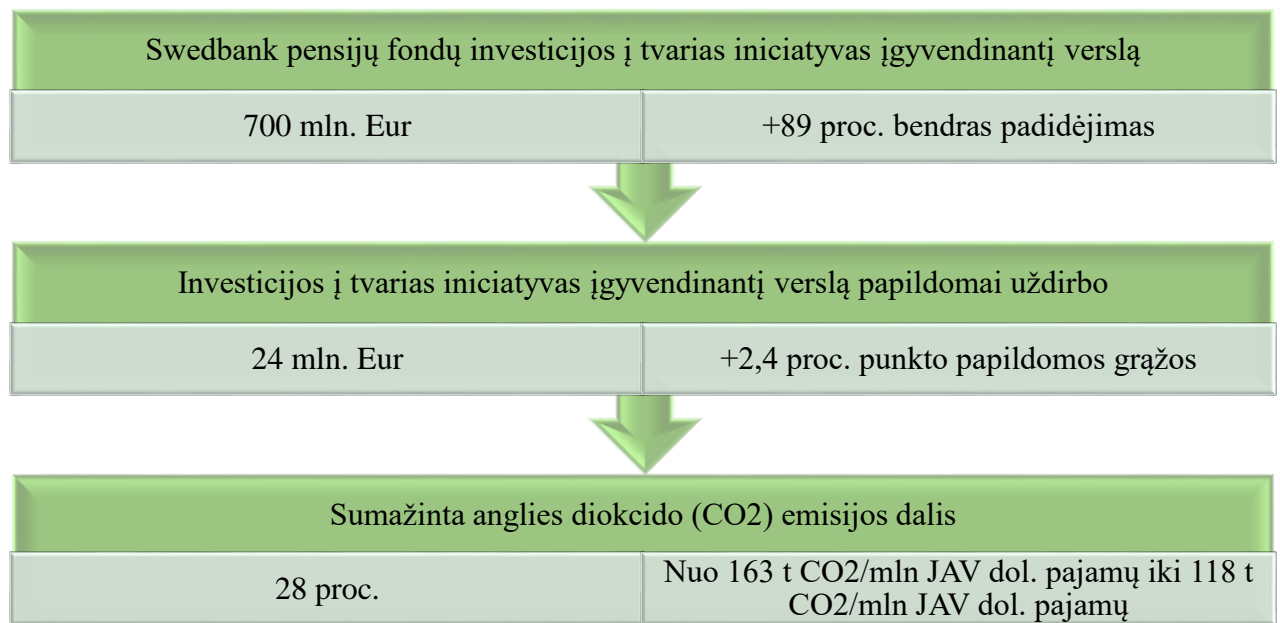 Swedbank pensijų fondų investicijos į tvarias iniciatyvas įgyvendinantį verslą
700 mln. Eur
+89 proc. bendras padidėjimas
Investicijos į tvarias iniciatyvas įgyvendinantį verslą papildomai uždirbo
24 mln. Eur
+2,4 proc. punkto papildomos grąžos
Sumažinta anglies diokcido (CO2) emisijos dalis
28 proc.
Nuo 163 t CO2/mln JAV dol. pajamų iki 118 t
CO2/mln JAV dol. pajamų